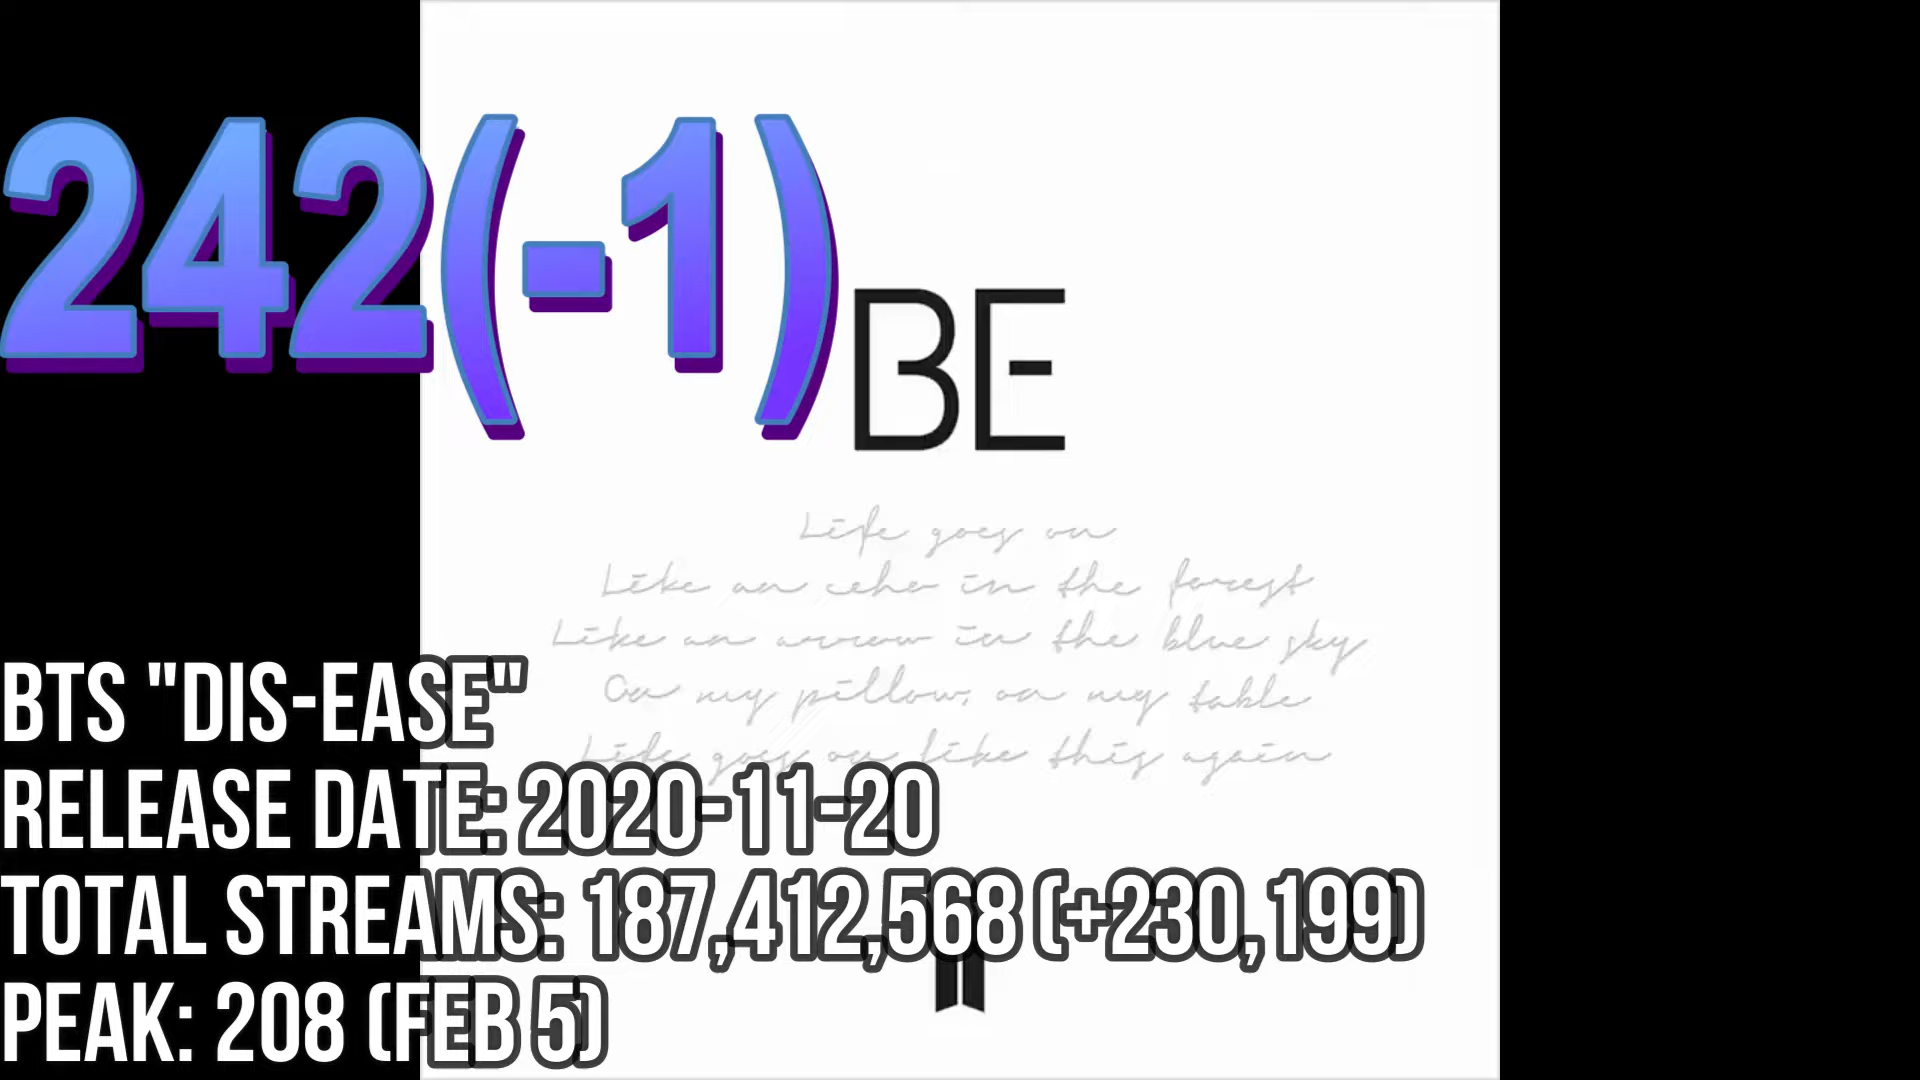 242(-1)
BE
Life goes on
Like an echo in the forest
Like an arrow in the blue sky
On my pillow, on my table
Life goes on like this again
BTS "DIS-EASE"
RELEASE DATE: 2020-11-20
TOTAL STREAMS: 187,412,568 (+230,199)
PEAK: 208 (FEB 5)